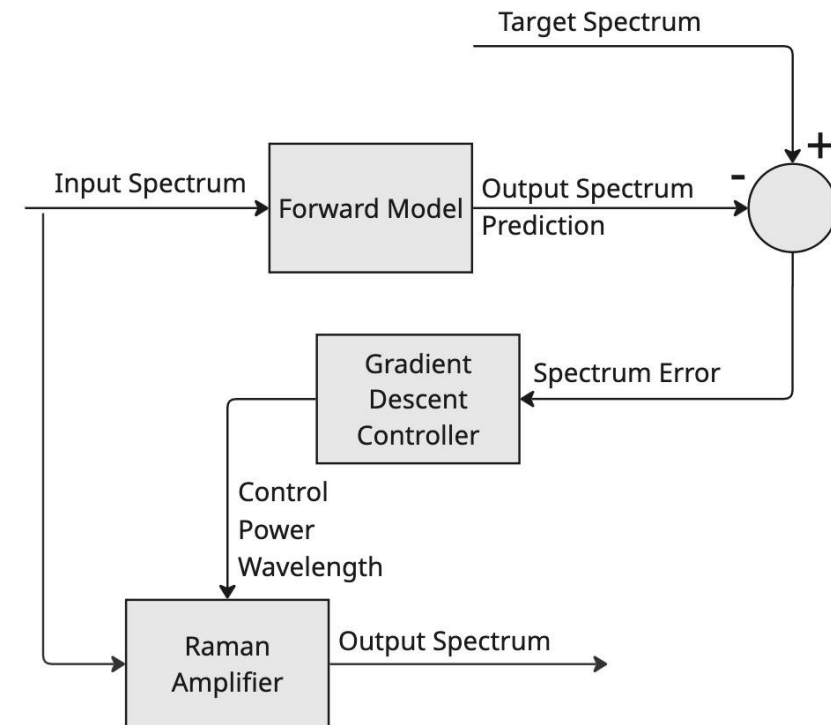 Target Spectrum
+
-
Input Spectrum
Forward Model
Output Spectrum
Prediction
Gradient
Descent
Controller
Spectrum Error
Control
Power
Wavelength
Raman
Amplifier
Output Spectrum